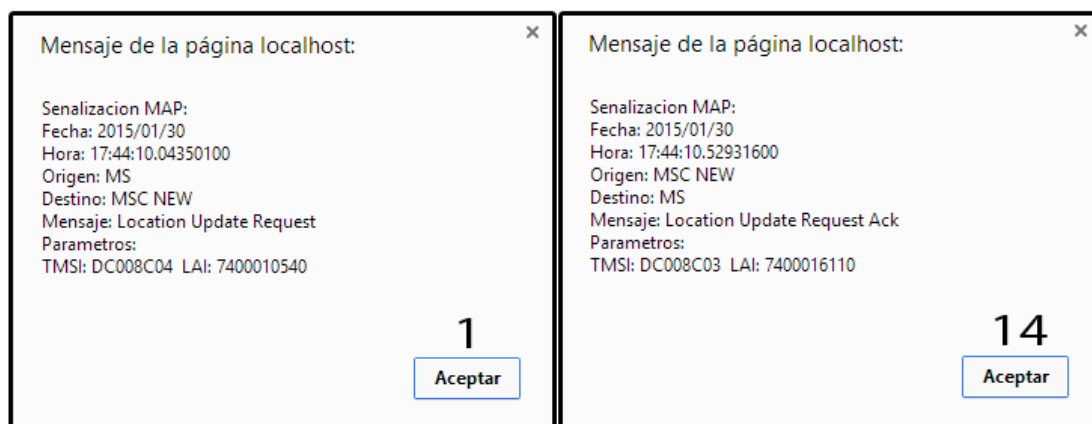 Mensaje de la página localhost:
Senalizacion MAP:
Fecha: 2015/01/30
Hora: 17:44:10.04350100
Origen: MS
Destino: MSC NEW
Mensaje: Location Update Request
Parametros:
TMSI: DC008C04 LAI: 7400010540
1
Aceptar
Mensaje de la página localhost:
Senalizacion MAP:
Fecha: 2015/01/30
Hora: 17:44:10.52931600
Origen: MSC NEW
Destino: MS
Mensaje: Location Update Request Ack
Parametros:
TMSI: DC008C03 LAI: 7400016110
14
Aceptar